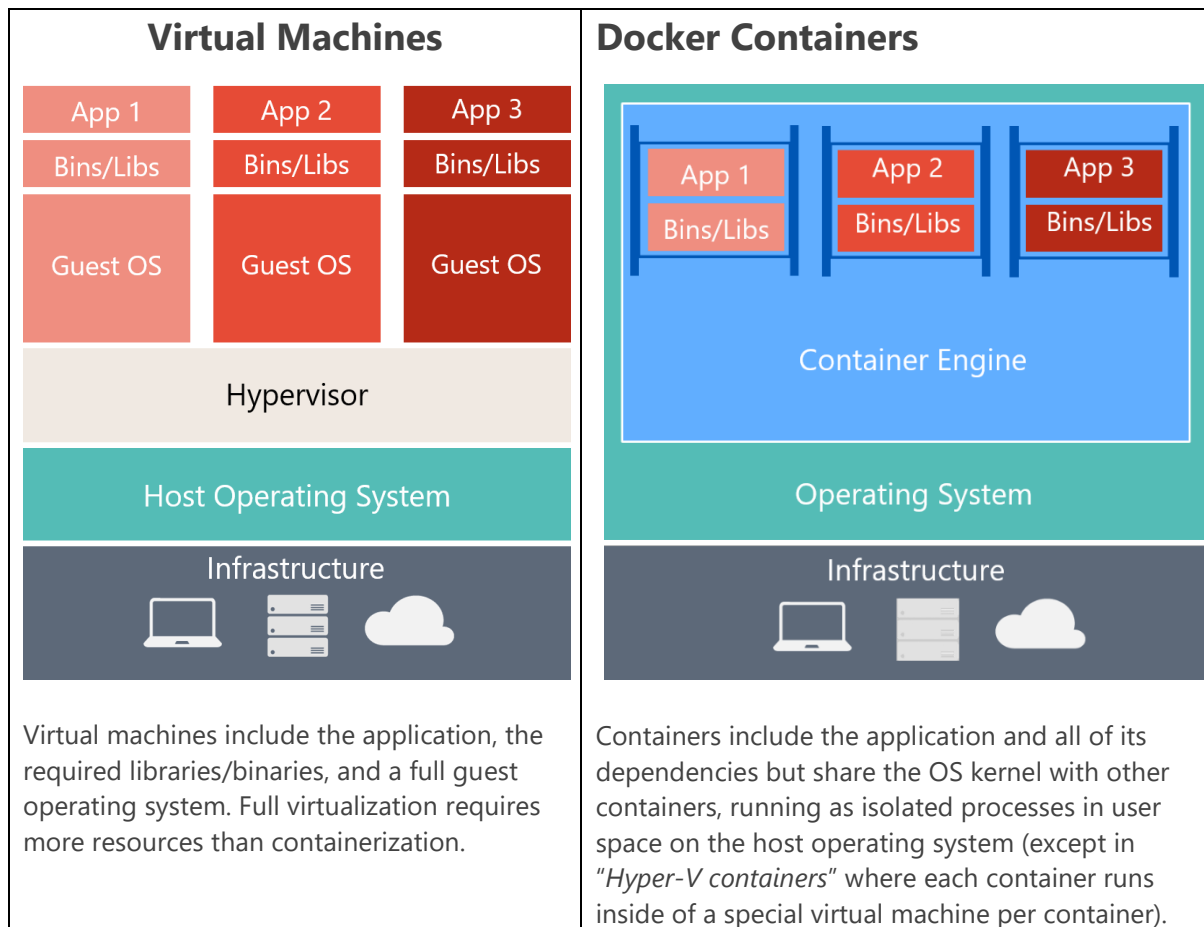 Virtual Machines
App 1
App 2
App 3
Bins/Libs
Bins/Libs
Bins/Libs
Guest OS
Guest OS
Guest OS
Hypervisor
Host Operating System
Infrastructure
Virtual machines include the application, the
required libraries/binaries, and a full guest
operating system. Full virtualization requires
more resources than containerization.
Docker Containers
App 1
App 2
App 3
Bins/Libs
Bins/Libs
Bins/Libs
Container Engine
Operating System
Infrastructure
Containers include the application and all of its
dependencies but share the OS kernel with other
containers, running as isolated processes in user
space on the host operating system (except in
“Hyper-V containers” where each container runs
inside of a special virtual machine per container).